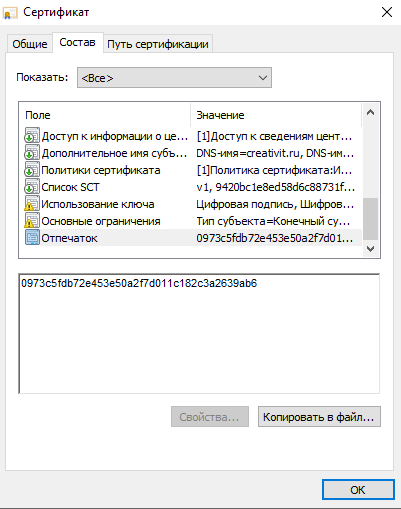 Сертификат
Общие Состав Путь сертификации
Показать: <Все>
Поле Значение
Доступ к информации о це... [1]Доступ к сведениям цент...
Дополнительное имя субъ... DNS-имя=creativit.ru, DNS-им...
Политики сертификата [1]Политика сертификата:И...
Список SCT v1, 9420bc1e8ed58d6c88731f...
Использование ключа Цифровая подпись, Шифров...
Основные ограничения Тип субъекта=Конечный су...
Отпечаток 0973c5fdb72e453e50a2f7d01...
0973c5fdb72e453e50a2f7d011c182c3a2639ab6
Свойства... Копировать в файл...
ОК